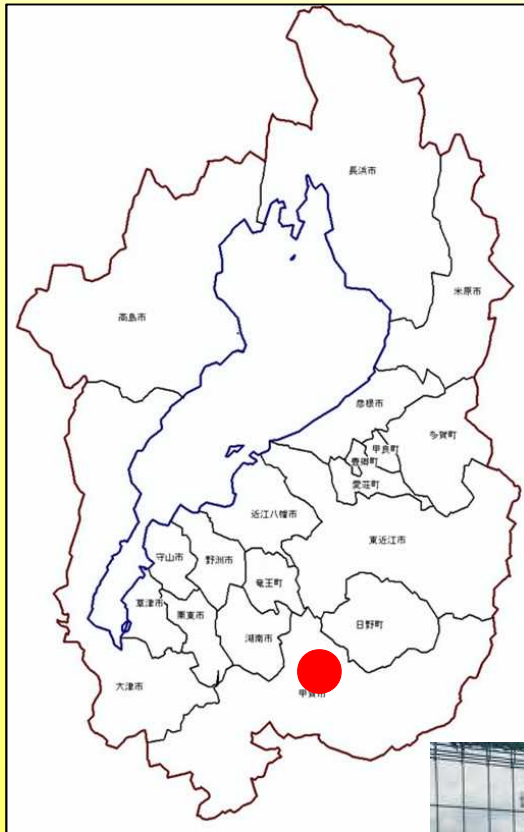 長浜市
米原市
高島市
彦根市
多賀町
甲良町
豊郷町
愛荘町
近江八幡市
東近江市
守山市
野洲市
竜王町
草津市
栗東市
湖南市
日野町
大津市
甲賀市